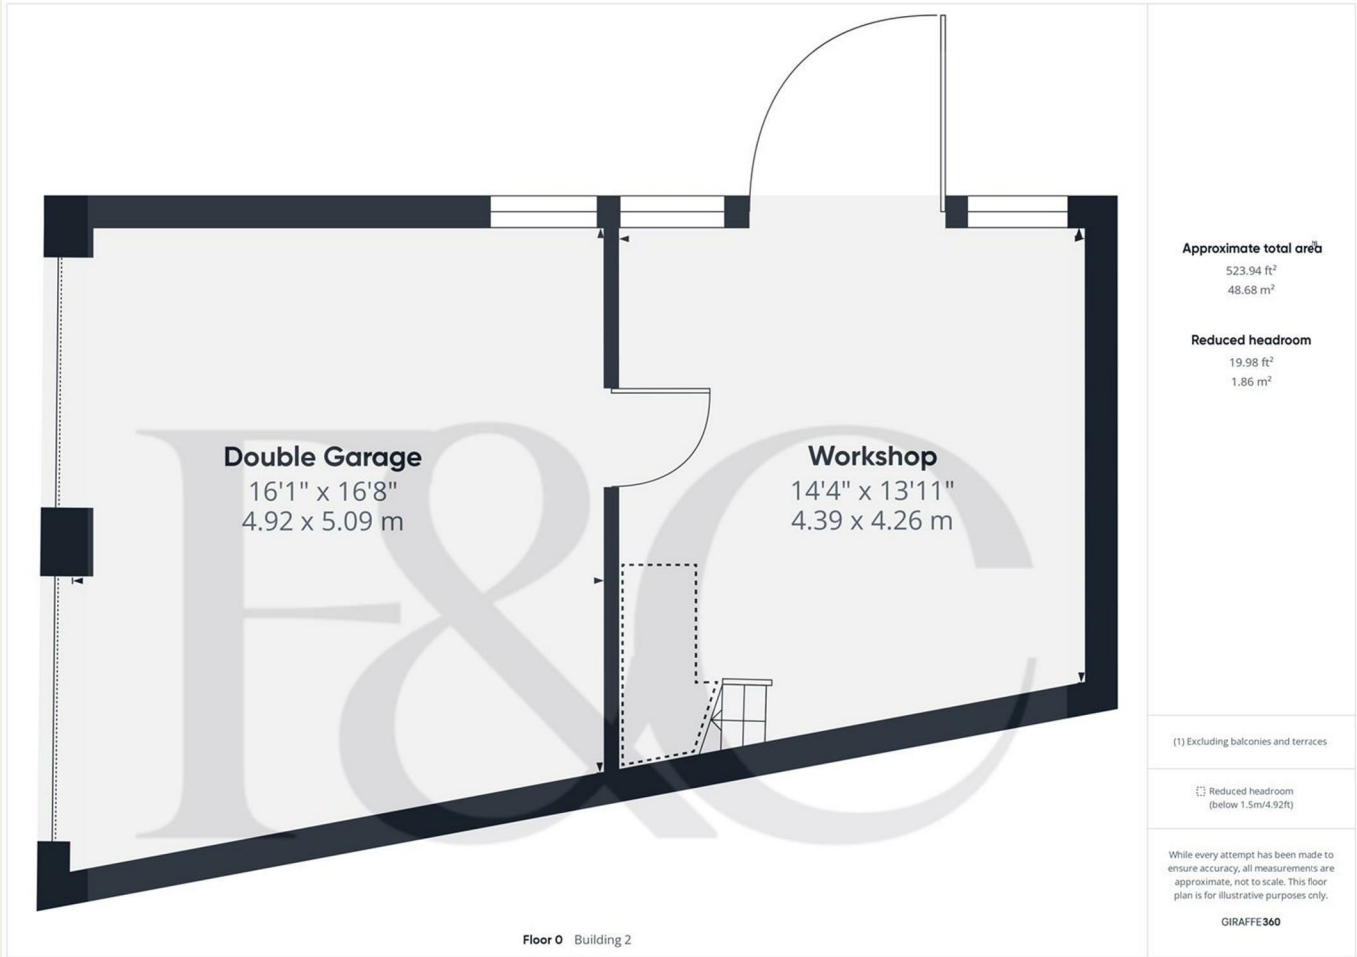 Double Garage
16'1" x 16'8"
4.92 x 5.09 m
Workshop
14'4" x 13'11"
4.39 x 4.26 m
F&C
Floor 0 Building 2
Approximate total area(1)
523.94 ft²
48.68 m²
Reduced headroom
19.98 ft²
1.86 m²
(1) Excluding balconies and terraces
Reduced headroom
(below 1.5m/4.92ft)
While every attempt has been made to
ensure accuracy, all measurements are
approximate, not to scale. This floor
plan is for illustrative purposes only.
GIRAFFE360